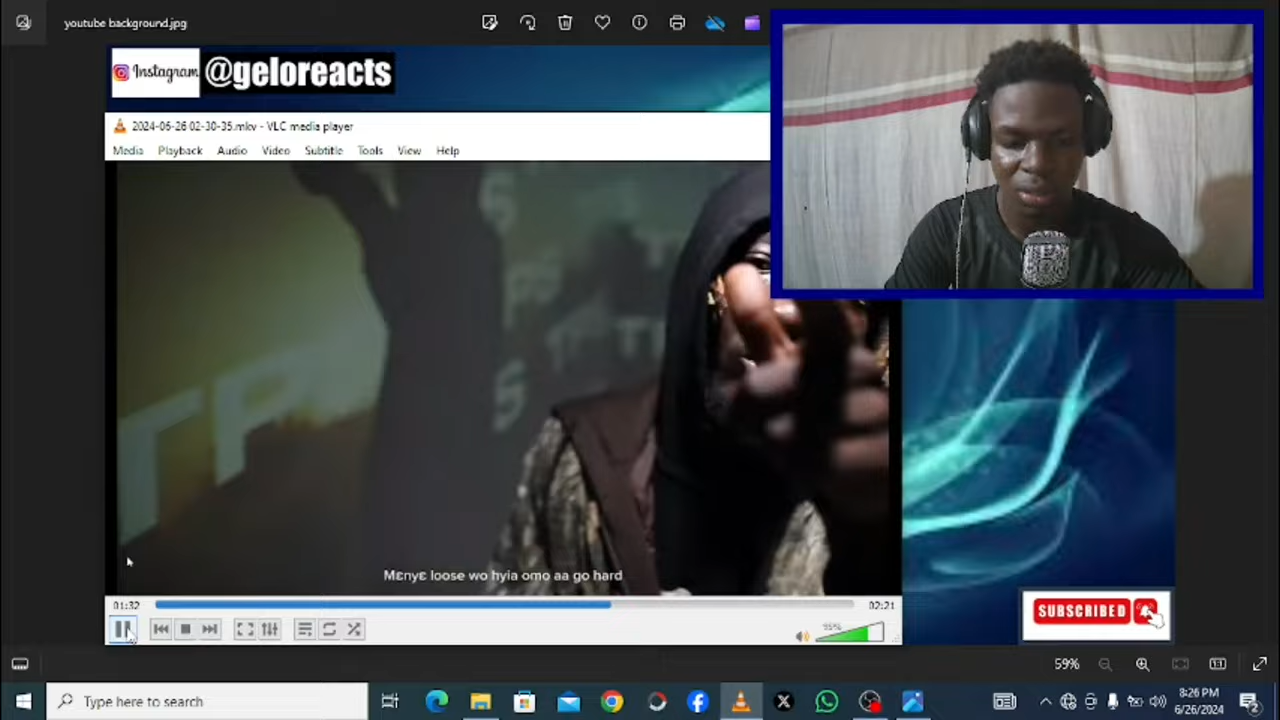 youtube background.jpg
Instagram @geloreacts
2024-06-26 02-30-35.mkv - VLC media player
Media Playback Audio Video Subtitle Tools View Help
S
TP
S
Mɛnyɛ loose wo hyia omo aa go hard
01:32
02:21
SUBSCRIBED
59%
Type here to search
8:26 PM
6/26/2024
2